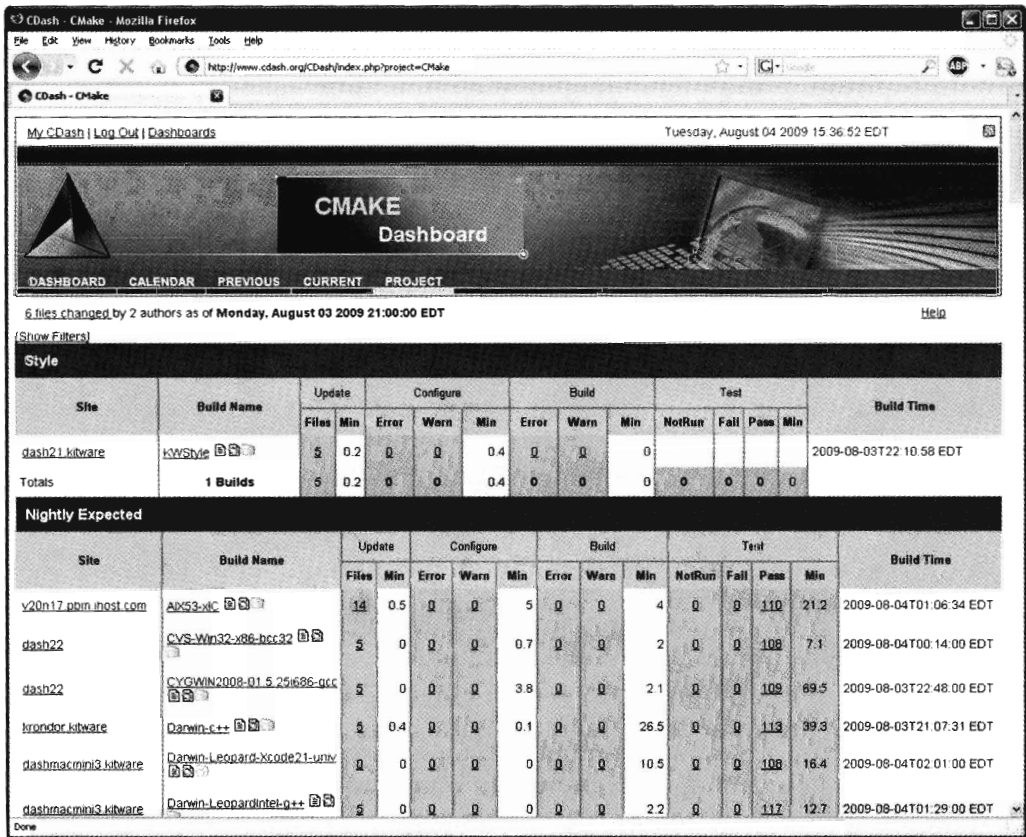 CDash - CMake - Mozilla Firefox
File Edit View History Bookmarks Tools Help
http://www.cdash.org/CDash/index.php?project=CMake
G Google
ABP
CDash - CMake
My CDash | Log Out | Dashboards Tuesday, August 04 2009 15:36:52 EDT
CMAKE
Dashboard
DASHBOARD CALENDAR PREVIOUS CURRENT PROJECT
6 files changed by 2 authors as of Monday, August 03 2009 21:00:00 EDT Help
[Show Filters]
Style
Site Build Name Update Configure Build Test Build Time
Files Min Error Warn Min Error Warn Min NotRun Fail Pass Min
dash21.kitware KWStyle 5 0.2 0 0 0.4 0 0 0 2009-08-03T22:10:58 EDT
Totals 1 Builds 5 0.2 0 0 0.4 0 0 0 0 0 0 0
Nightly Expected
Site Build Name Update Configure Build Test Build Time
Files Min Error Warn Min Error Warn Min NotRun Fail Pass Min
v20n17.pbm.ihost.com AIX53-xlC 14 0.5 0 0 5 0 0 4 0 0 110 21.2 2009-08-04T01:06:34 EDT
dash22 CVS-Win32-x86-bcc32 5 0 0 0 0.7 0 0 2 0 0 108 7.1 2009-08-04T00:14:00 EDT
dash22 CYGWIN2008-01.5.25i686-gcc 5 0 0 0 3.8 0 0 2.1 0 0 109 69.5 2009-08-03T22:48:00 EDT
krondor.kitware Darwin-c++ 5 0.4 0 0 0.1 0 0 26.5 0 0 113 39.3 2009-08-03T21:07:31 EDT
dashmacmini3.kitware Darwin-Leopard-Xcode21-univ 0 0 0 0 0 0 0 10.5 0 0 108 16.4 2009-08-04T02:01:00 EDT
dashmacmini3.kitware Darwin-LeopardIntel-g++ 5 0 0 0 0 0 0 2.2 0 0 117 12.7 2009-08-04T01:29:00 EDT
Done